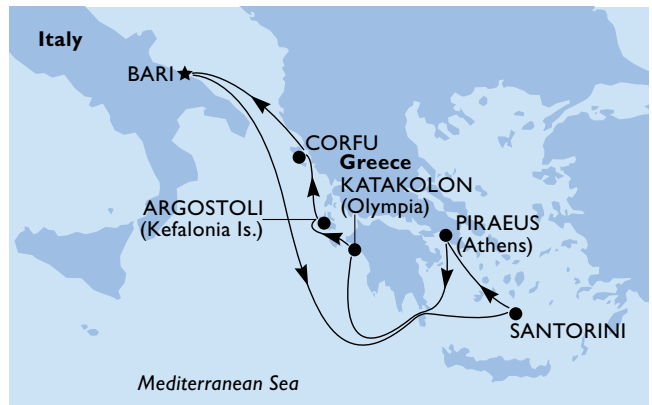 Italy
BARI
CORFU
Greece
KATAKOLON
(Olympia)
ARGOSTOLI
(Kefalonia Is.)
PIRAEUS
(Athens)
SANTORINI
Mediterranean Sea